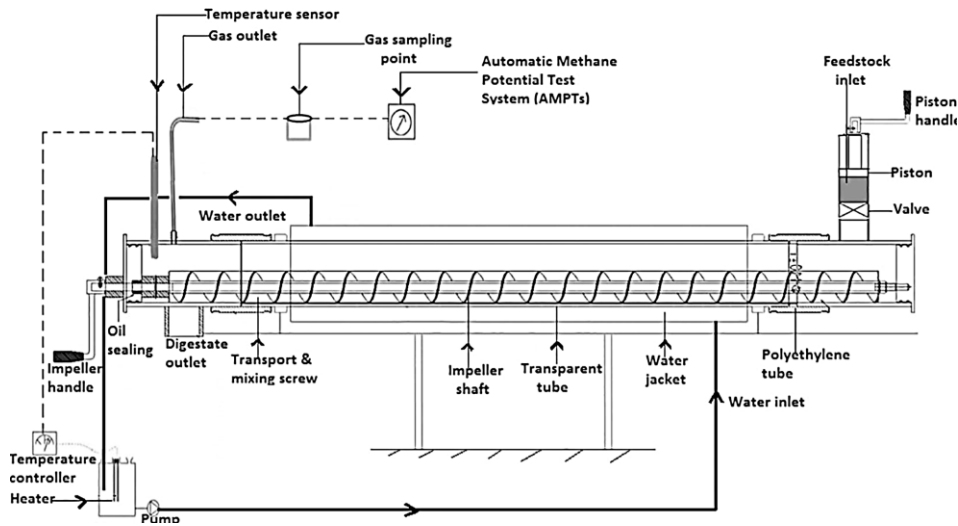 Temperature sensor
Gas outlet
Gas sampling
point
Automatic Methane
Potential Test
System (AMPTs)
Feedstock
inlet
Piston
handle
Piston
Valve
Water outlet
Oil
sealing
Impeller
handle
Digestate
outlet
Transport &
mixing screw
Impeller
shaft
Transparent
tube
Water
jacket
Polyethylene
tube
Water inlet
Temperature
controller
Heater
Pump